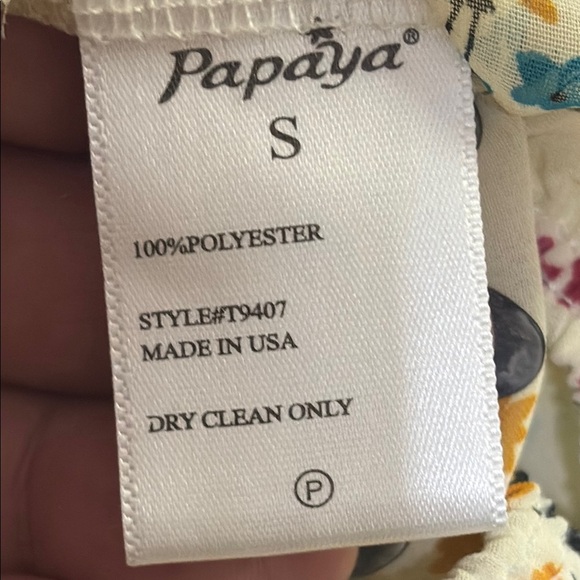 Papaya®
S
100%POLYESTER
STYLE#T9407
MADE IN USA
DRY CLEAN ONLY
P